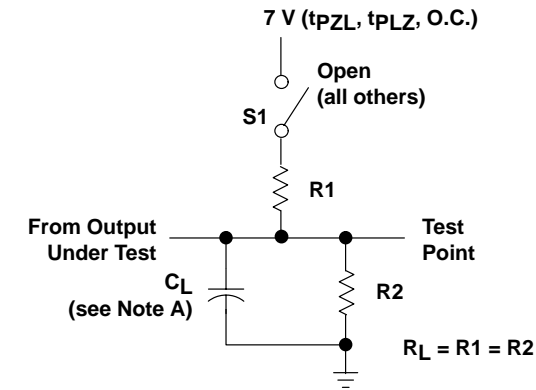 7 V (tPZL, tPLZ, O.C.)
Open
(all others)
S1
R1
From Output
Under Test
Test
Point
CL
(see Note A)
R2
RL = R1 = R2